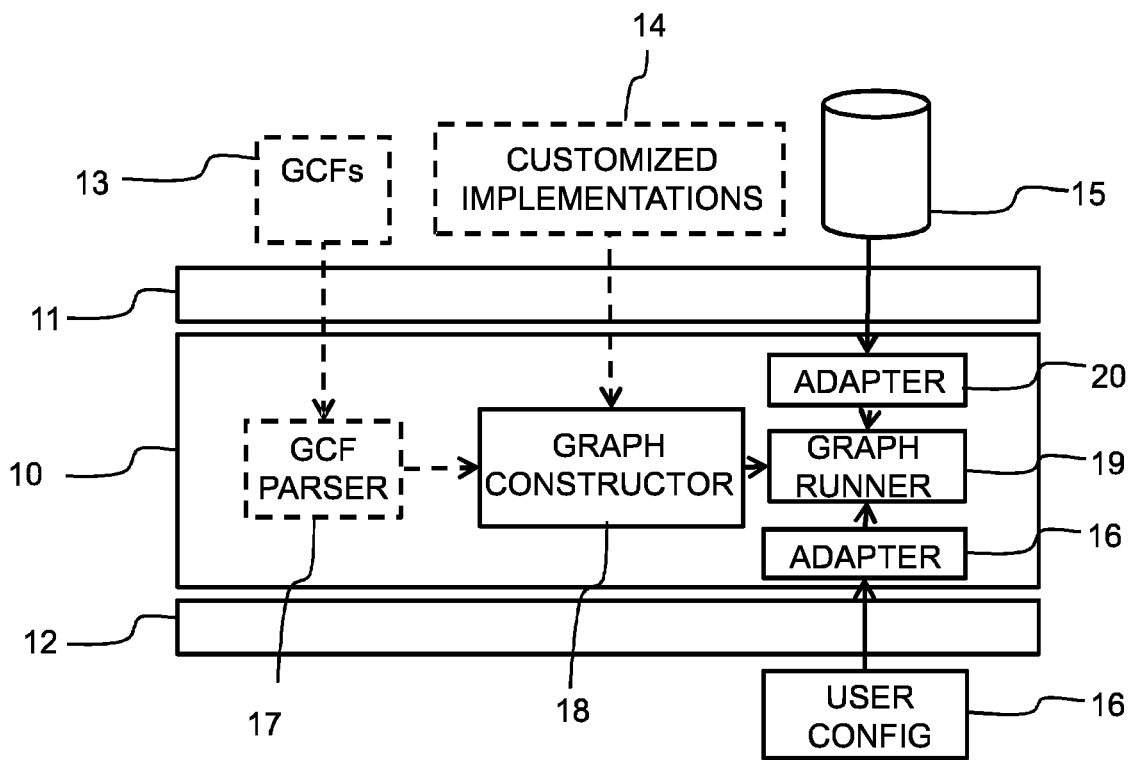 14
13
GCFs
CUSTOMIZED
IMPLEMENTATIONS
15
11
ADAPTER
20
10
GCF
PARSER
GRAPH
CONSTRUCTOR
GRAPH
RUNNER
19
ADAPTER
16
12
17
18
USER
CONFIG
16